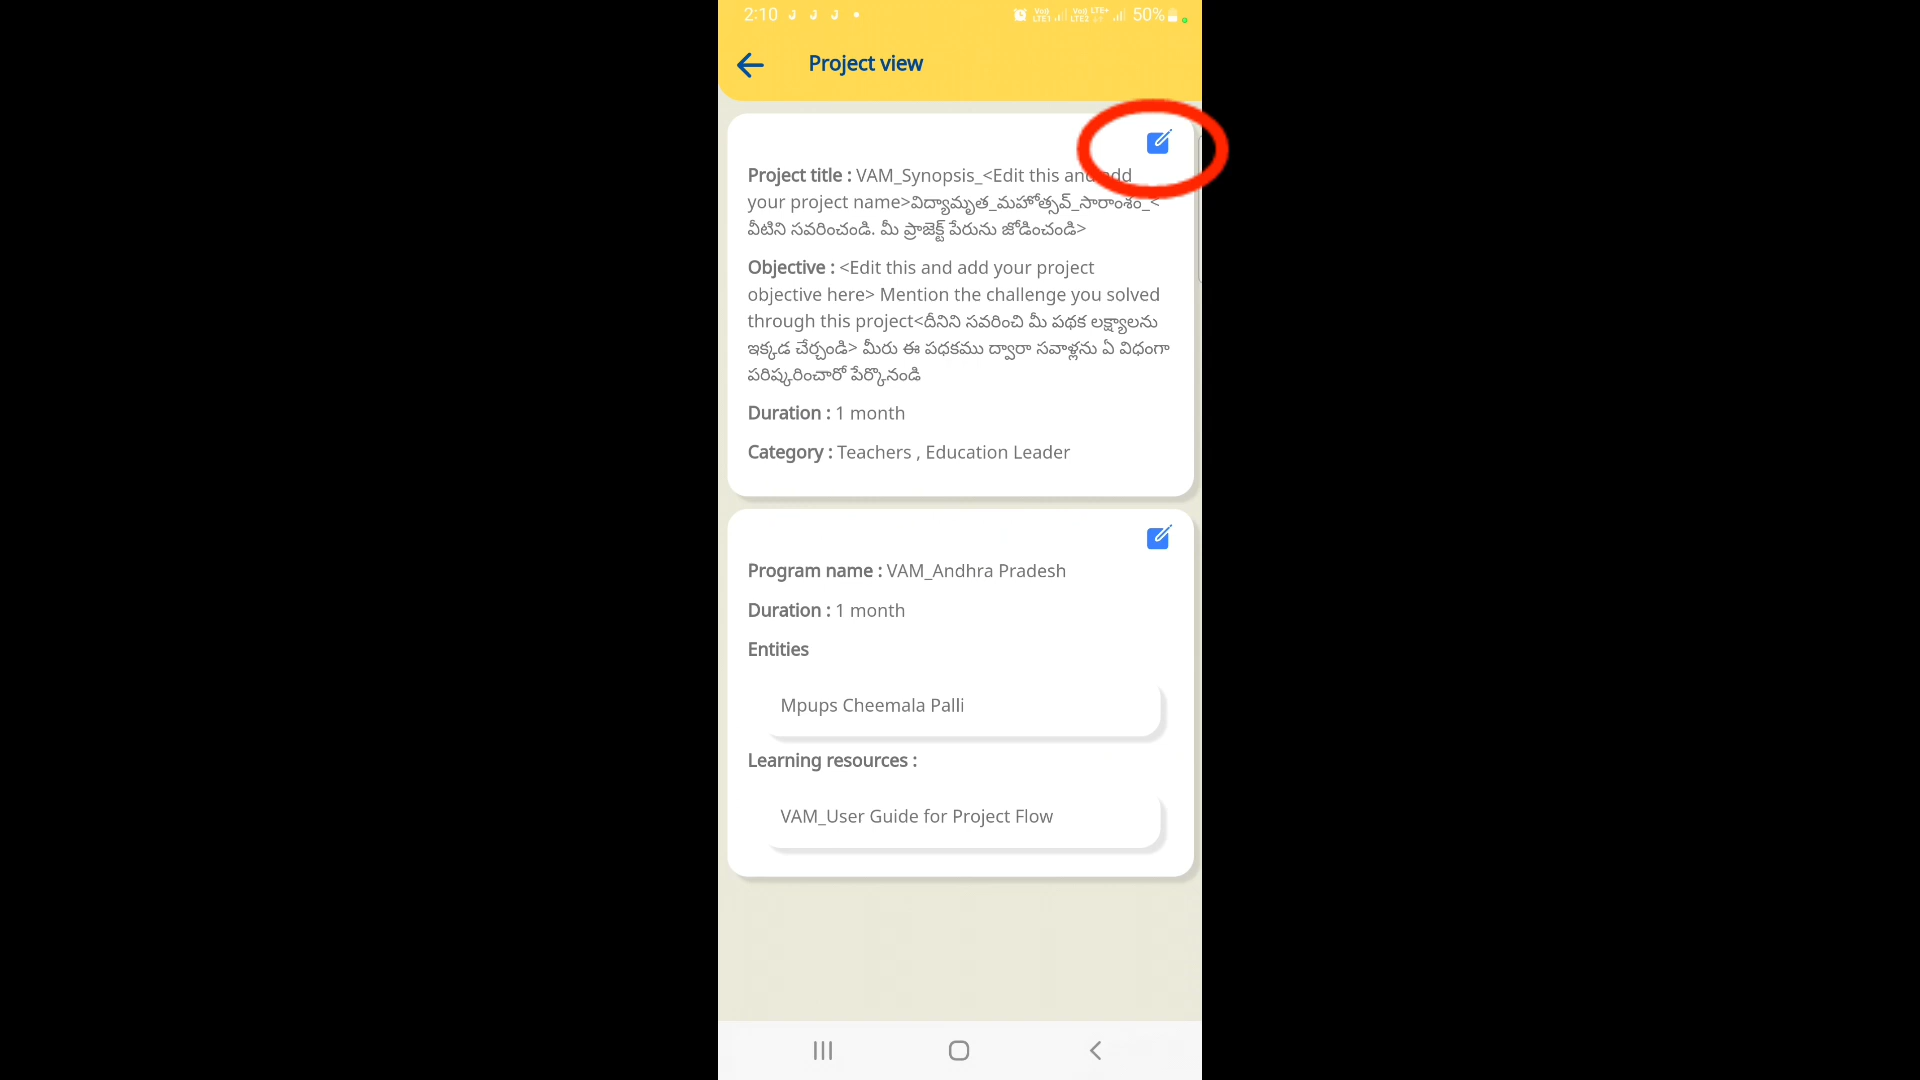 2:10 50%
Project view
Project title : VAM_Synopsis_<Edit this and add
your project name>విద్యామృత_మహోత్సవ్_సారాంశం_<
వీటిని సవరించండి. మీ ప్రాజెక్ట్ పేరును జోడించండి>
Objective : <Edit this and add your project
objective here> Mention the challenge you solved
through this project<దీనిని సవరించి మీ పథక లక్ష్యాలను
ఇక్కడ చేర్చండి> మీరు ఈ పధకము ద్వారా సవాళ్లను ఏ విధంగా
పరిష్కరించారో పేర్కొనండి
Duration : 1 month
Category : Teachers , Education Leader
Program name : VAM_Andhra Pradesh
Duration : 1 month
Entities
Mpups Cheemala Palli
Learning resources :
VAM_User Guide for Project Flow